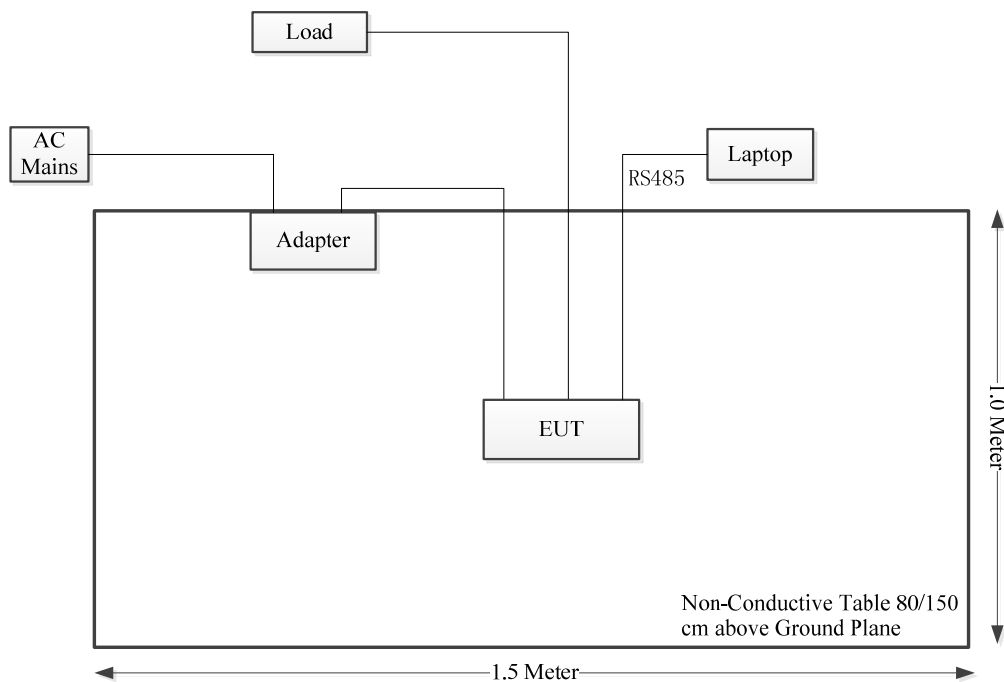 Load
AC
Mains
Laptop
RS485
Adapter
EUT
1.0 Meter
Non-Conductive Table 80/150
cm above Ground Plane
1.5 Meter